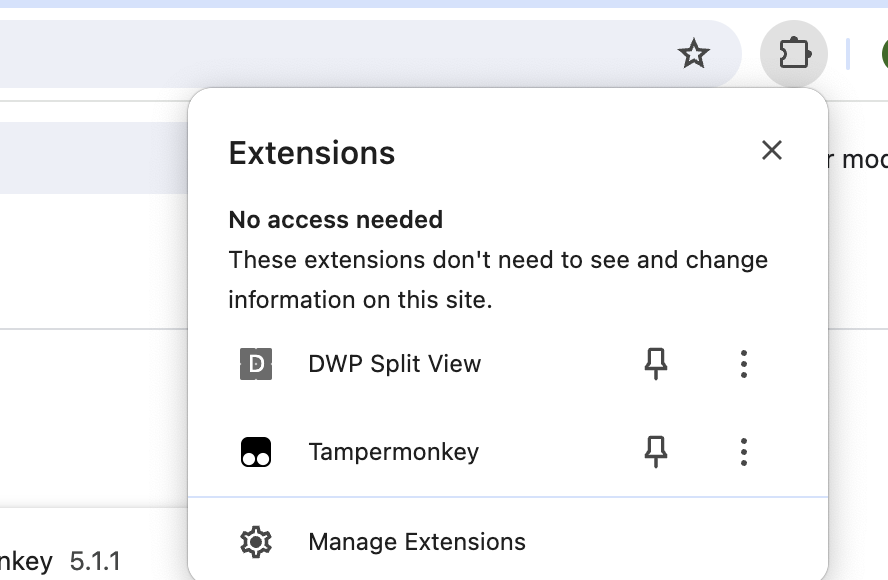 Extensions
r mod
No access needed
These extensions don't need to see and change
information on this site.
D DWP Split View
Tampermonkey
Manage Extensions
nkey 5.1.1